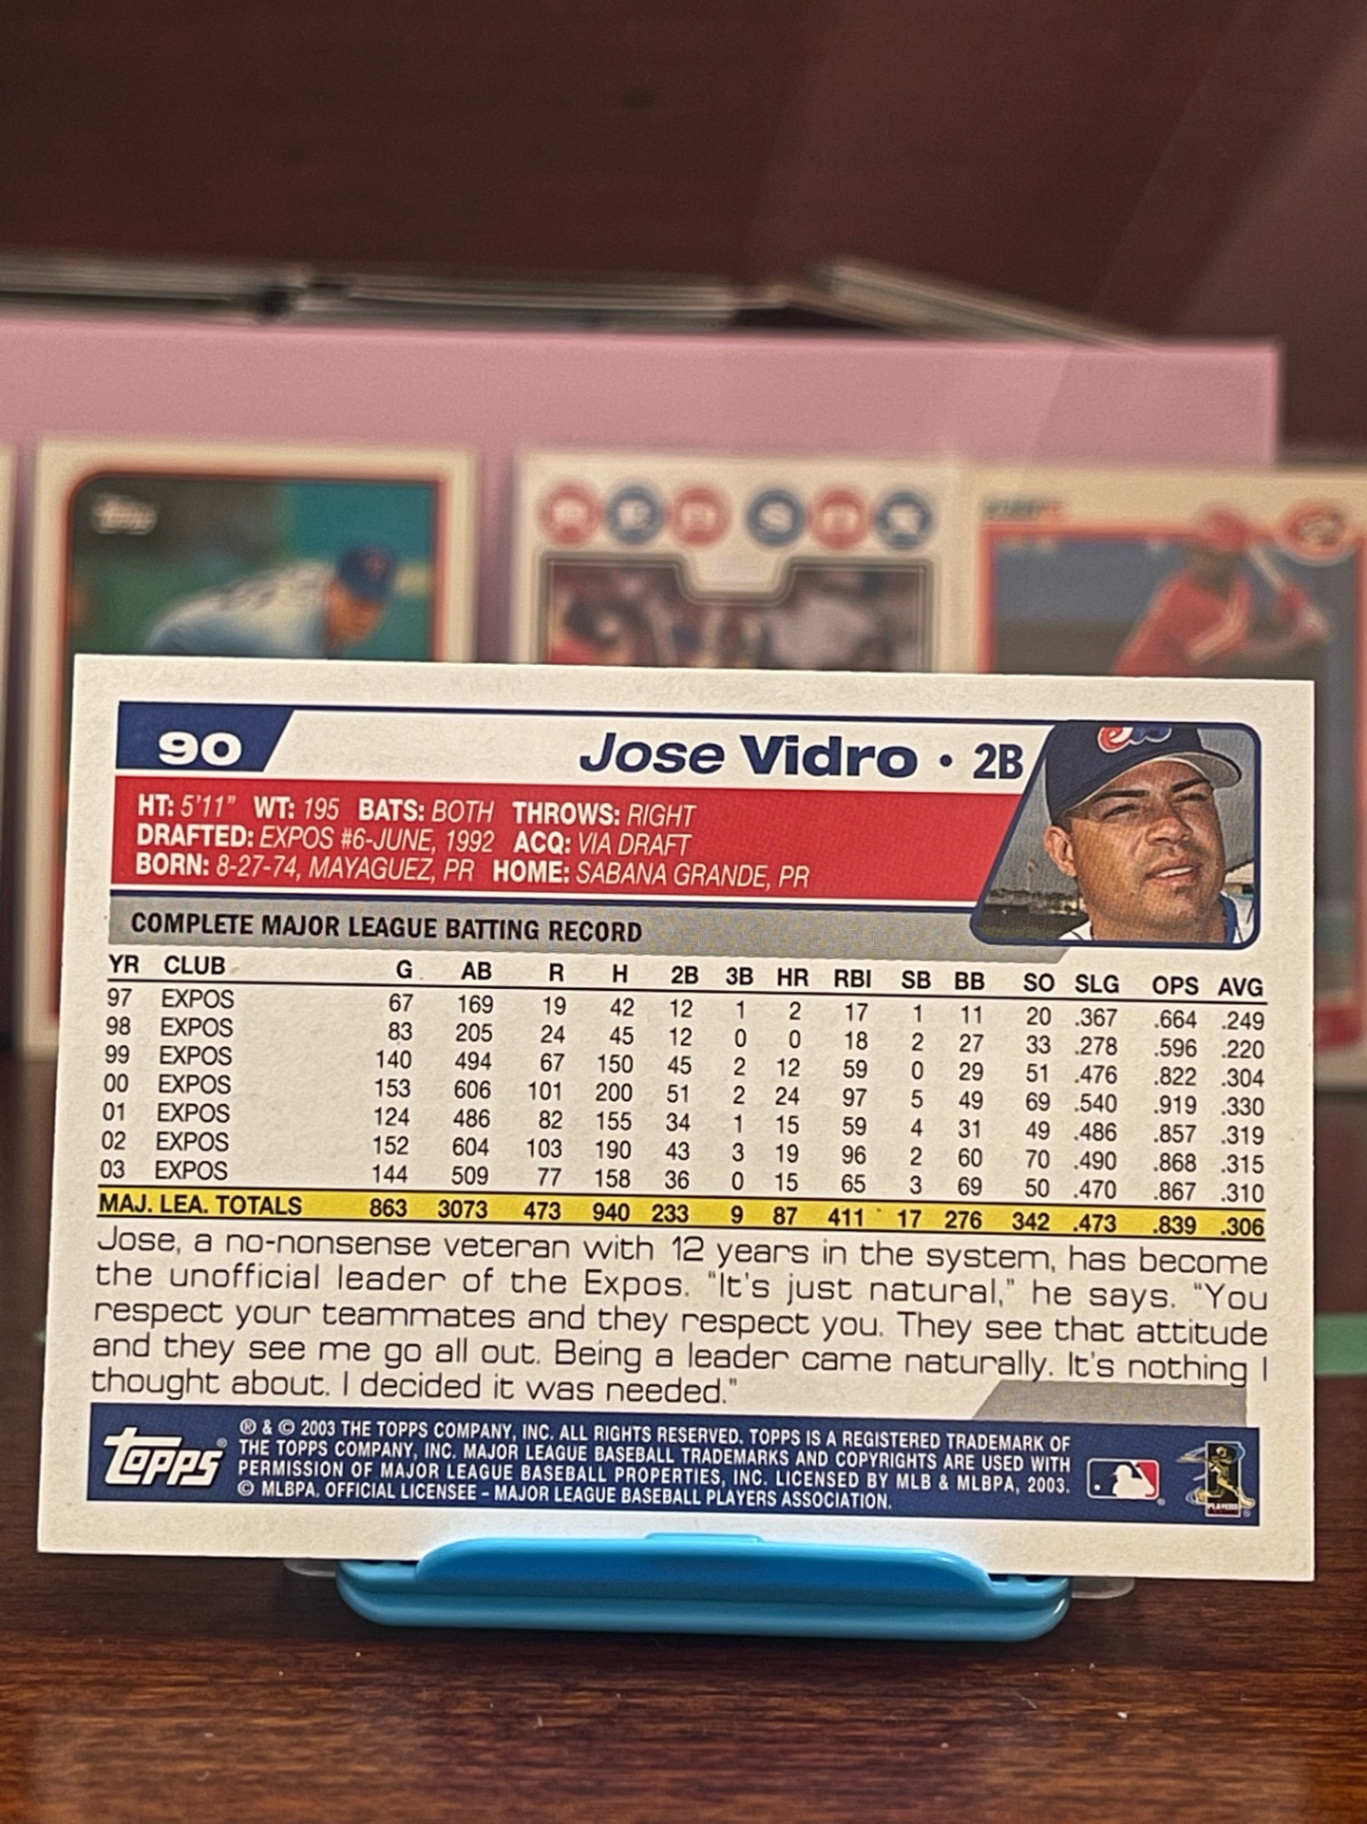 Topps
RED SOX
90 Jose Vidro • 2B
HT: 5'11" WT: 195 BATS: BOTH THROWS: RIGHT
DRAFTED: EXPOS #6-JUNE, 1992 ACQ: VIA DRAFT
BORN: 8-27-74, MAYAGUEZ, PR HOME: SABANA GRANDE, PR
COMPLETE MAJOR LEAGUE BATTING RECORD
YR CLUB G AB R H 2B 3B HR RBI SB BB SO SLG OPS AVG
97 EXPOS 67 169 19 42 12 1 2 17 1 11 20 .367 .664 .249
98 EXPOS 83 205 24 45 12 0 0 18 2 27 33 .278 .596 .220
99 EXPOS 140 494 67 150 45 2 12 59 0 29 51 .476 .822 .304
00 EXPOS 153 606 101 200 51 2 24 97 5 49 69 .540 .919 .330
01 EXPOS 124 486 82 155 34 1 15 59 4 31 49 .486 .857 .319
02 EXPOS 152 604 103 190 43 3 19 96 2 60 70 .490 .868 .315
03 EXPOS 144 509 77 158 36 0 15 65 3 69 50 .470 .867 .310
MAJ. LEA. TOTALS 863 3073 473 940 233 9 87 411 17 276 342 .473 .839 .306
Jose, a no-nonsense veteran with 12 years in the system, has become
the unofficial leader of the Expos. "It's just natural," he says. "You
respect your teammates and they respect you. They see that attitude
and they see me go all out. Being a leader came naturally. It's nothing I
thought about. I decided it was needed."
Topps®
® & © 2003 THE TOPPS COMPANY, INC. ALL RIGHTS RESERVED. TOPPS IS A REGISTERED TRADEMARK OF
THE TOPPS COMPANY, INC. MAJOR LEAGUE BASEBALL TRADEMARKS AND COPYRIGHTS ARE USED WITH
PERMISSION OF MAJOR LEAGUE BASEBALL PROPERTIES, INC. LICENSED BY MLB & MLBPA, 2003.
© MLBPA. OFFICIAL LICENSEE – MAJOR LEAGUE BASEBALL PLAYERS ASSOCIATION.
PLAYERS